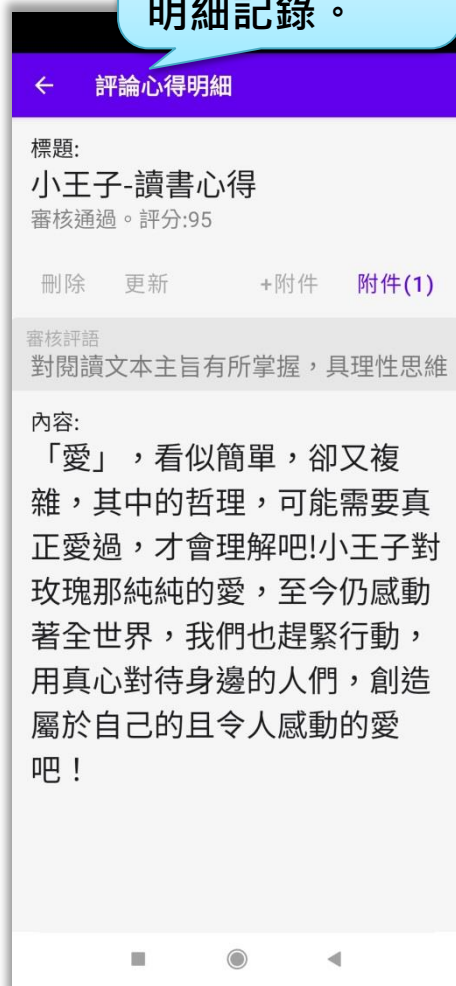 明細記錄。
← 評論心得明細
標題:
小王子-讀書心得
審核通過。評分:95
刪除 更新 +附件 附件(1)
審核評語
對閱讀文本主旨有所掌握，具理性思維
內容:
「愛」，看似簡單，卻又複
雜，其中的哲理，可能需要真
正愛過，才會理解吧!小王子對
玫瑰那純純的愛，至今仍感動
著全世界，我們也趕緊行動，
用真心對待身邊的人們，創造
屬於自己的且令人感動的愛
吧！